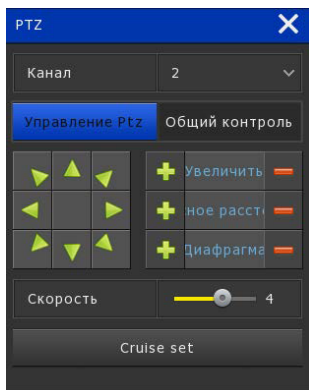 PTZ
Канал 2
Управление Ptz Общий контроль
Увеличить
ное расст
Диафрагма
Скорость 4
Cruise set